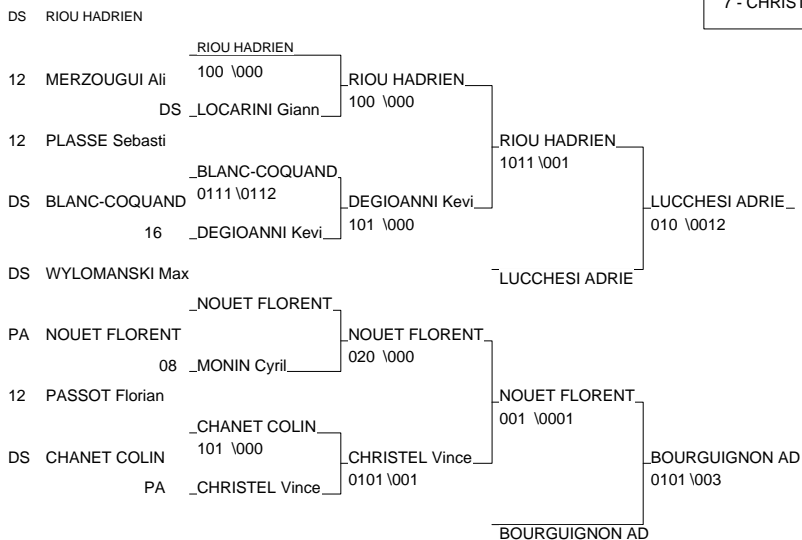 7 - CHRIST
DS RIOU HADRIEN
RIOU HADRIEN
12 MERZOUGUI Ali 100 \000 RIOU HADRIEN
DS LOCARINI Giann 100 \000
12 PLASSE Sebasti RIOU HADRIEN
BLANC-COQUAND 1011 \001
DS BLANC-COQUAND 0111 \0112 DEGIOANNI Kevi LUCCHESI ADRIE
16 DEGIOANNI Kevi 101 \000 010 \0012
DS WYLOMANSKI Max LUCCHESI ADRIE
NOUET FLORENT
PA NOUET FLORENT NOUET FLORENT
08 MONIN Cyril 020 \000
12 PASSOT Florian NOUET FLORENT
CHANET COLIN 001 \0001
DS CHANET COLIN 101 \000 CHRISTEL Vince BOURGUIGNON AD
PA CHRISTEL Vince 0101 \001 0101 \003
BOURGUIGNON AD